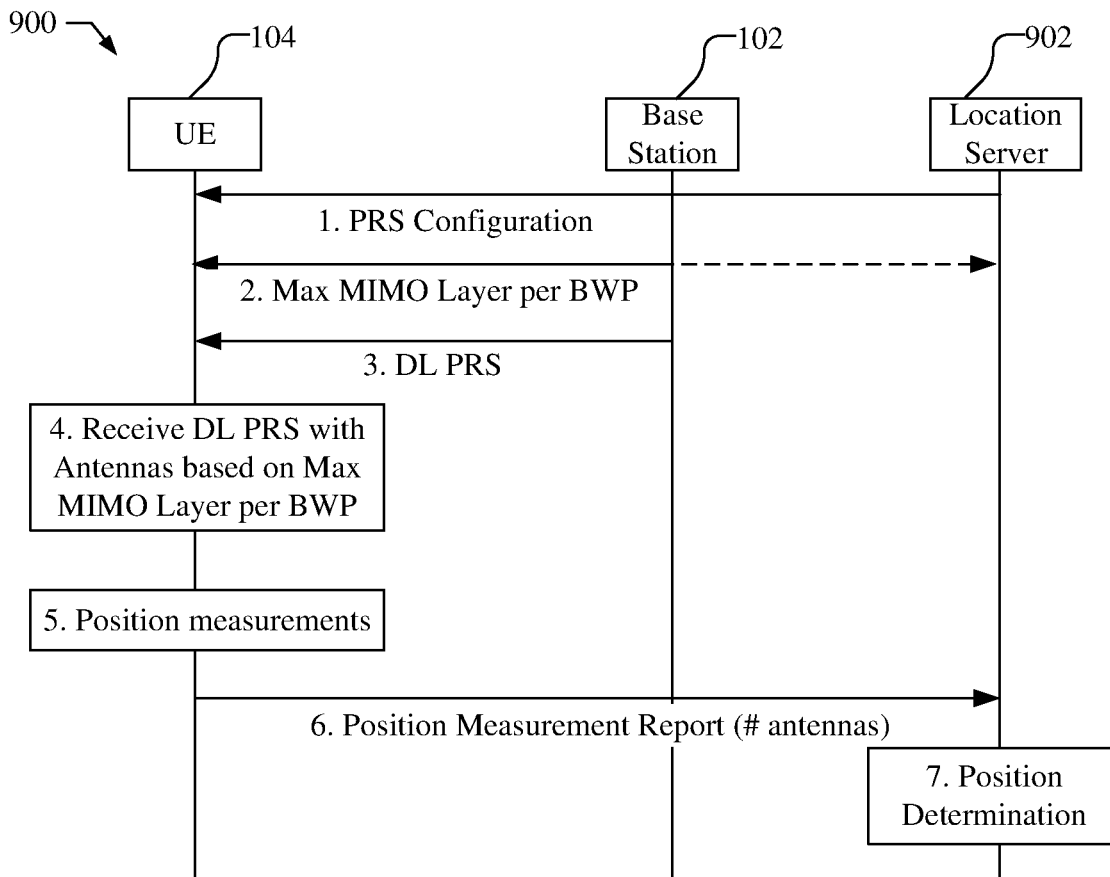 900
104
102
902
UE
Base
Station
Location
Server
1. PRS Configuration
2. Max MIMO Layer per BWP
3. DL PRS
4. Receive DL PRS with
Antennas based on Max
MIMO Layer per BWP
5. Position measurements
6. Position Measurement Report (# antennas)
7. Position
Determination